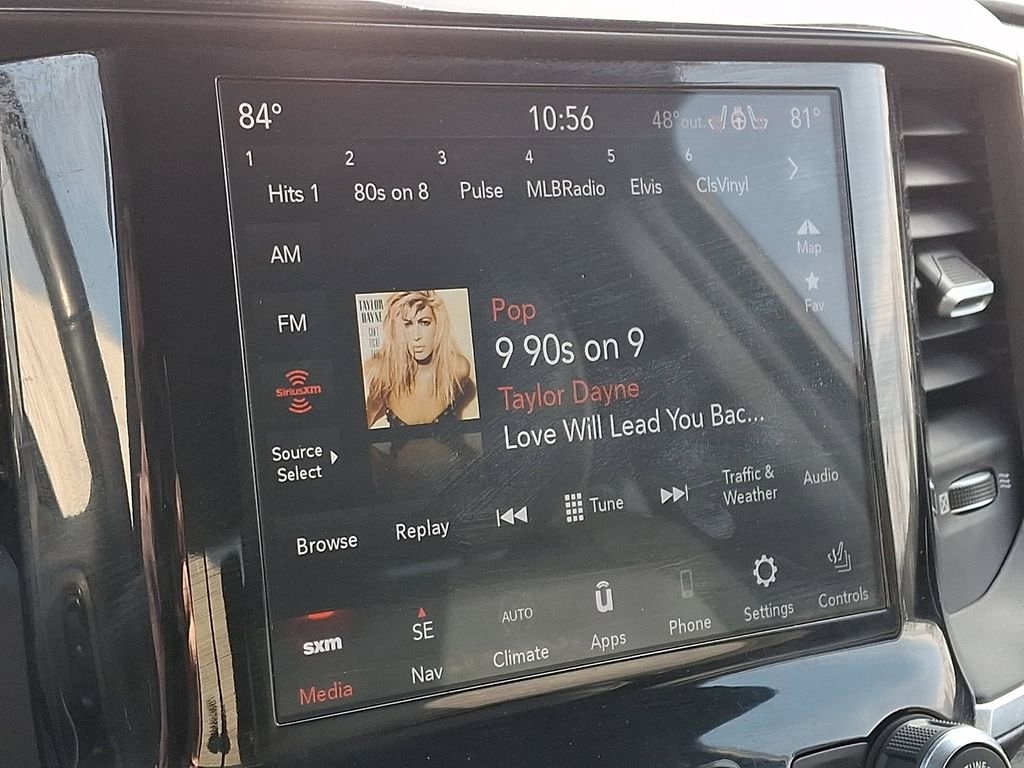 84° 10:56 48° out. 81°
1 2 3 4 5 6
Hits 1 80s on 8 Pulse MLBRadio Elvis ClsVinyl
AM
Map
Fav
FM
TAYLOR
DAYNE
Pop
9 90s on 9
Taylor Dayne
Love Will Lead You Bac...
SiriusXM
Source
Select
Browse Replay Tune Traffic &
Weather Audio
sxm SE AUTO
Media Nav Climate Apps Phone Settings Controls
TUNE